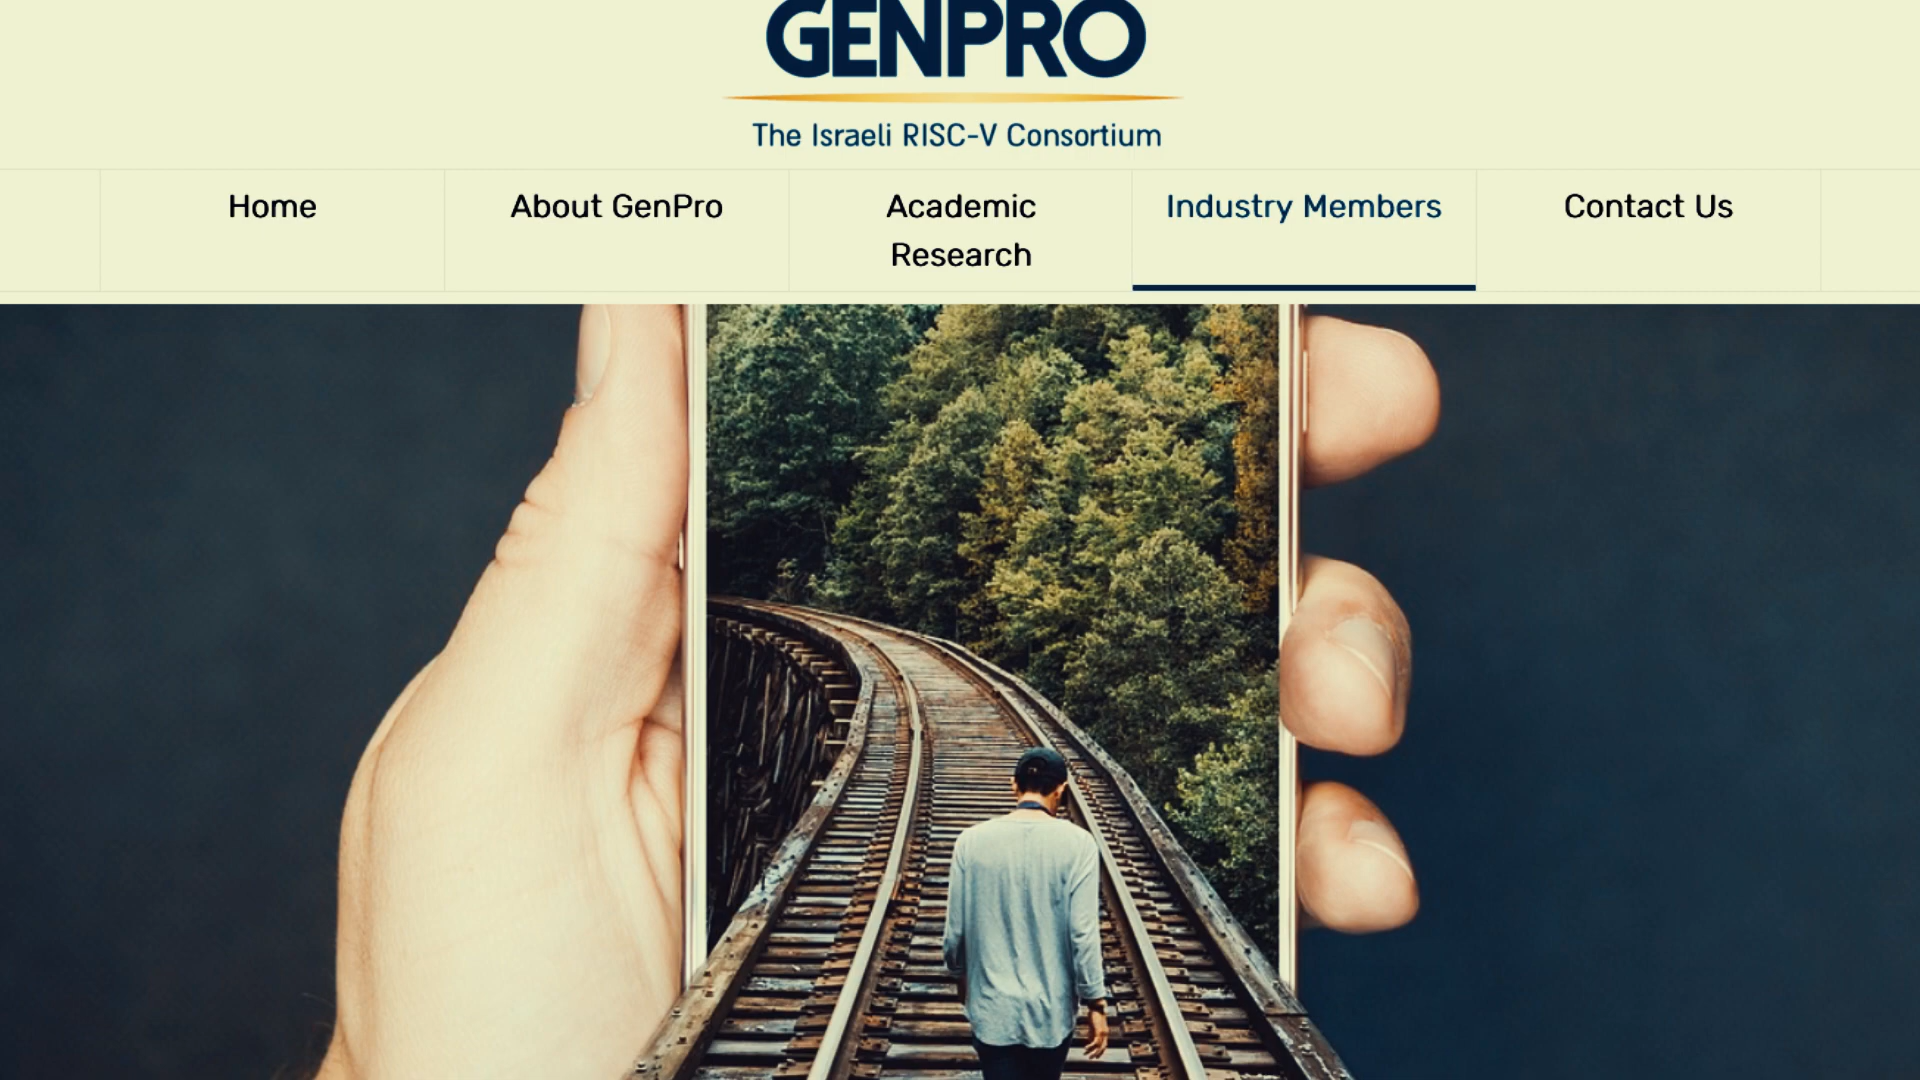 GENPRO
The Israeli RISC-V Consortium
Home
About GenPro
Academic
Research
Industry Members
Contact Us